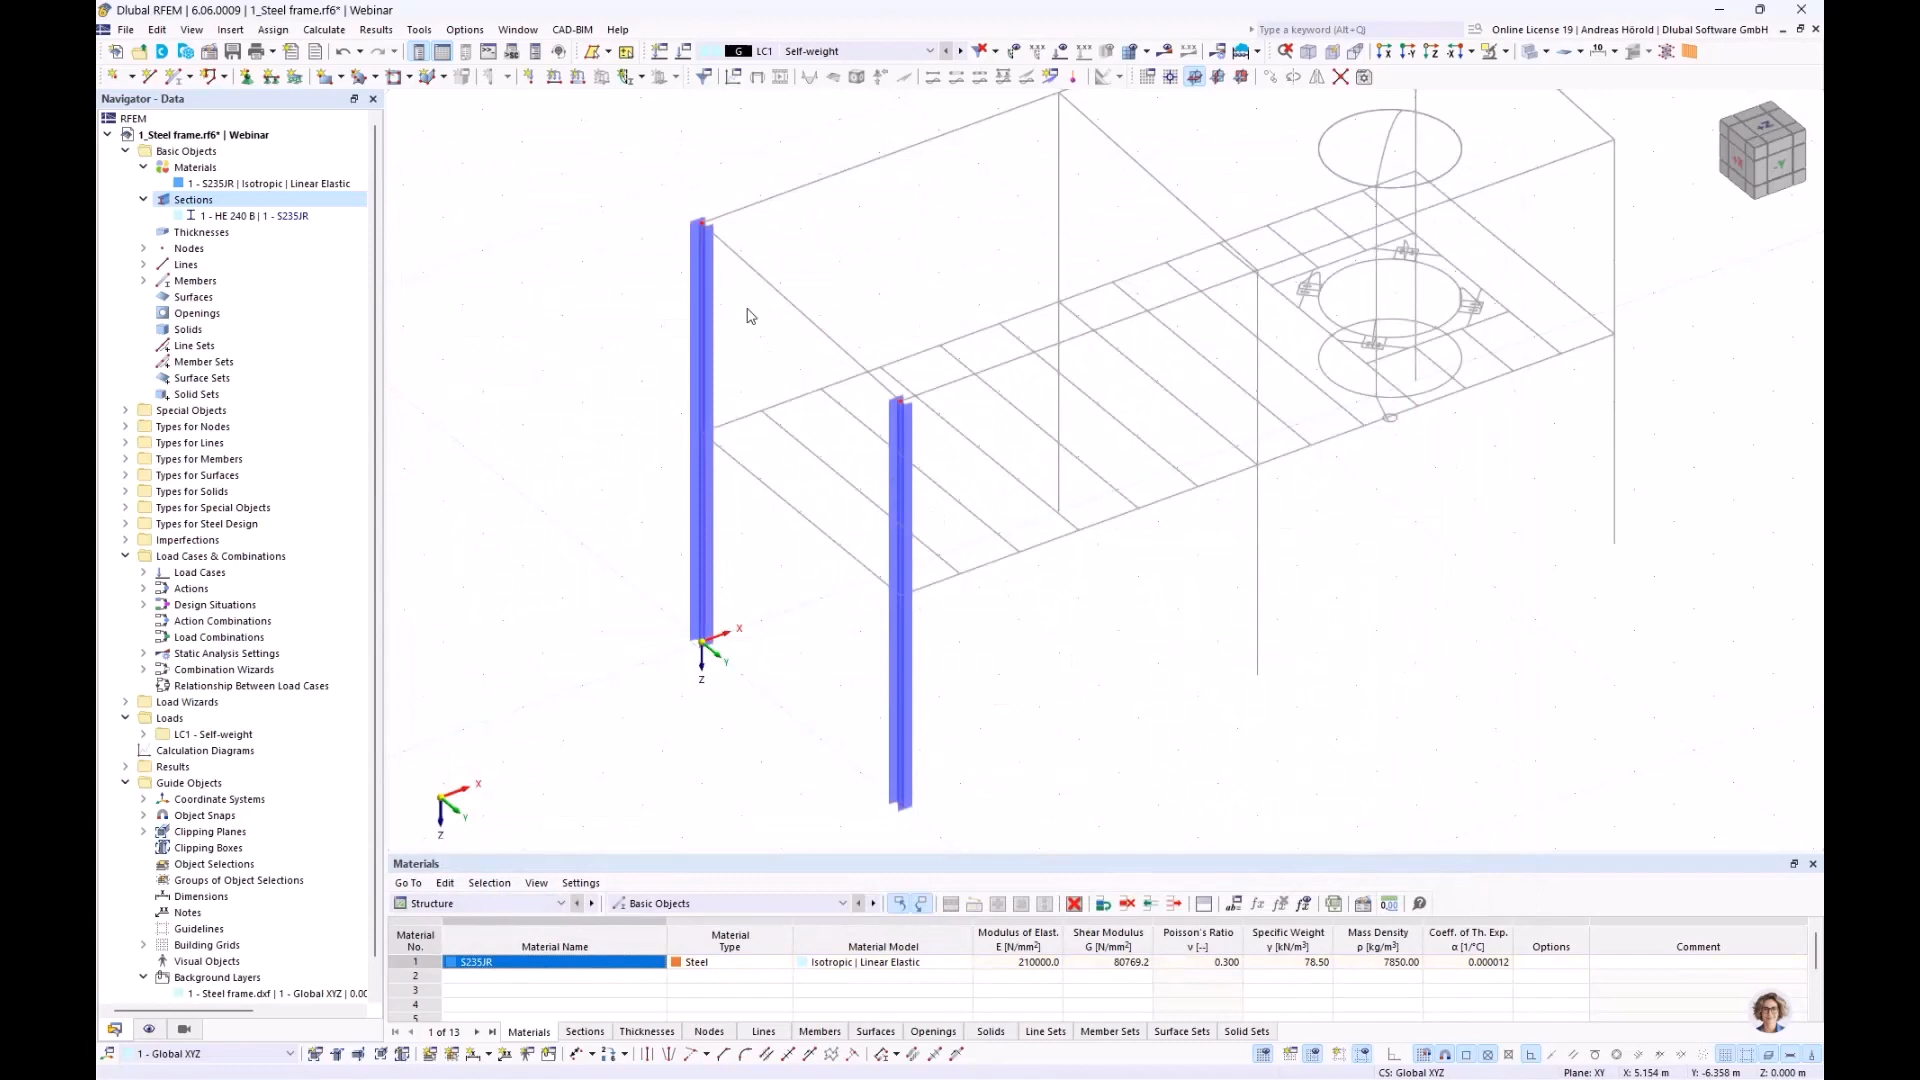 Dlubal RFEM | 6.06.0009 | 1_Steel frame.rf6* | Webinar
File Edit View Insert Assign Calculate Results Tools Options Window CAD-BIM Help
Type a keyword (Alt+Q)
Online License 19 | Andreas Hörold | Dlubal Software GmbH
G LC1 Self-weight
Navigator - Data
RFEM
1_Steel frame.rf6* | Webinar
Basic Objects
Materials
1 - S235JR | Isotropic | Linear Elastic
Sections
1 - HE 240 B | 1 - S235JR
Thicknesses
Nodes
Lines
Members
Surfaces
Openings
Solids
Line Sets
Member Sets
Surface Sets
Solid Sets
Special Objects
Types for Nodes
Types for Lines
Types for Members
Types for Surfaces
Types for Solids
Types for Special Objects
Types for Steel Design
Imperfections
Load Cases & Combinations
Load Cases
Actions
Design Situations
Action Combinations
Load Combinations
Static Analysis Settings
Combination Wizards
Relationship Between Load Cases
Load Wizards
Loads
LC1 - Self-weight
Calculation Diagrams
Results
Guide Objects
Coordinate Systems
Object Snaps
Clipping Planes
Clipping Boxes
Object Selections
Groups of Object Selections
Dimensions
Notes
Guidelines
Building Grids
Visual Objects
Background Layers
1 - Steel frame.dxf | 1 - Global XYZ | 0.00
+Z
+X
+Y
X
Y
Z
X
Y
Z
Materials
Go To Edit Selection View Settings
Structure
Basic Objects
Material No. Material Name Material Type Material Model Modulus of Elast. E [N/mm²] Shear Modulus G [N/mm²] Poisson's Ratio ν [--] Specific Weight γ [kN/m³] Mass Density ρ [kg/m³] Coeff. of Th. Exp. α [1/°C] Options Comment
1 S235JR Steel Isotropic | Linear Elastic 210000.0 80769.2 0.300 78.50 7850.00 0.000012
2
3
4
5
1 of 13 Materials Sections Thicknesses Nodes Lines Members Surfaces Openings Solids Line Sets Member Sets Surface Sets Solid Sets
1 - Global XYZ
CS: Global XYZ Plane: XY X: 5.154 m Y: -6.358 m Z: 0.000 m